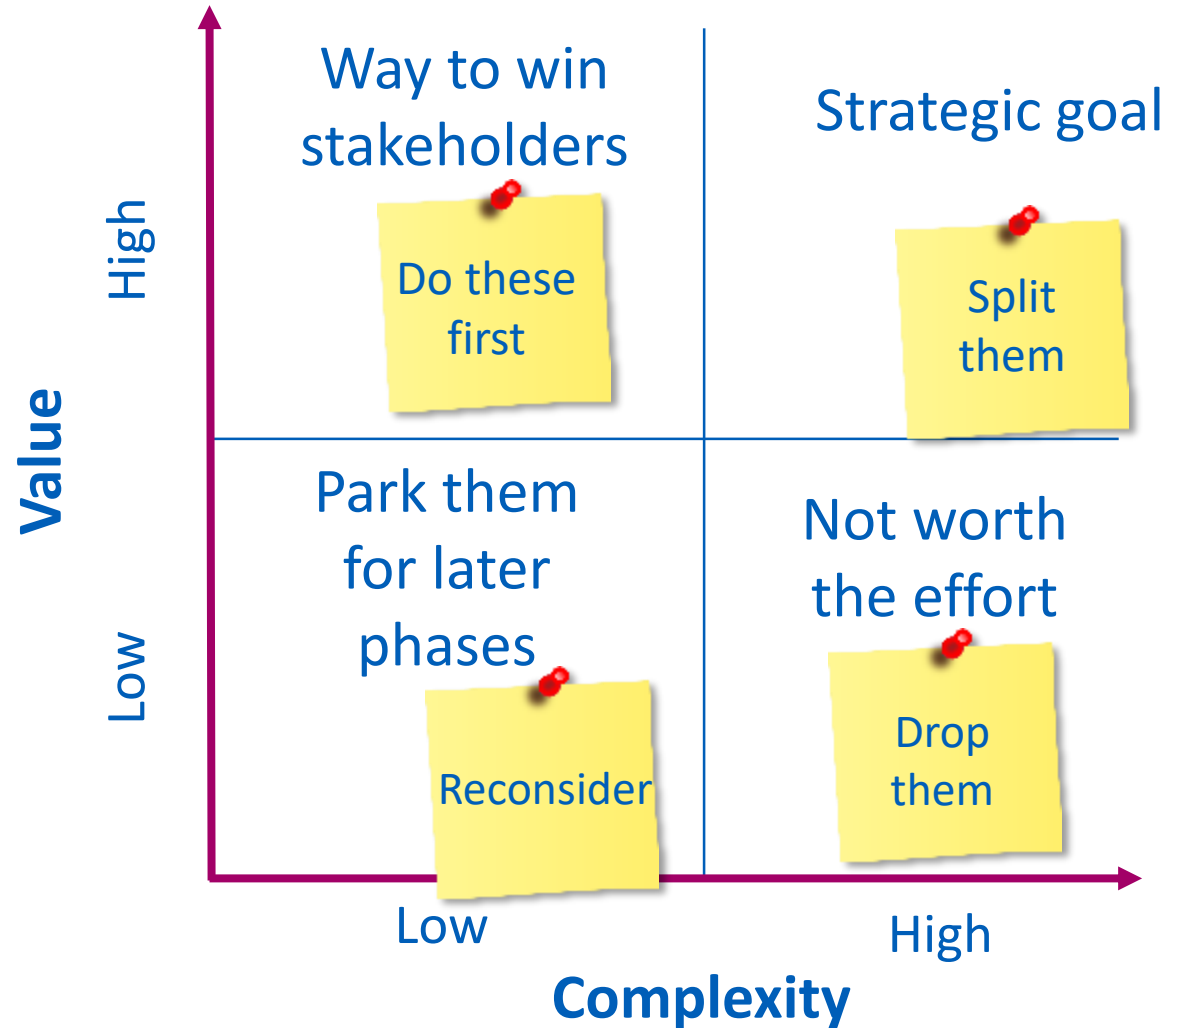 Way to win
stakeholders
Strategic goal
High
Do these
first
Split
them
Value
Park them
for later
phases
Not worth
the effort
Low
Reconsider
Drop
them
Low
High
Complexity